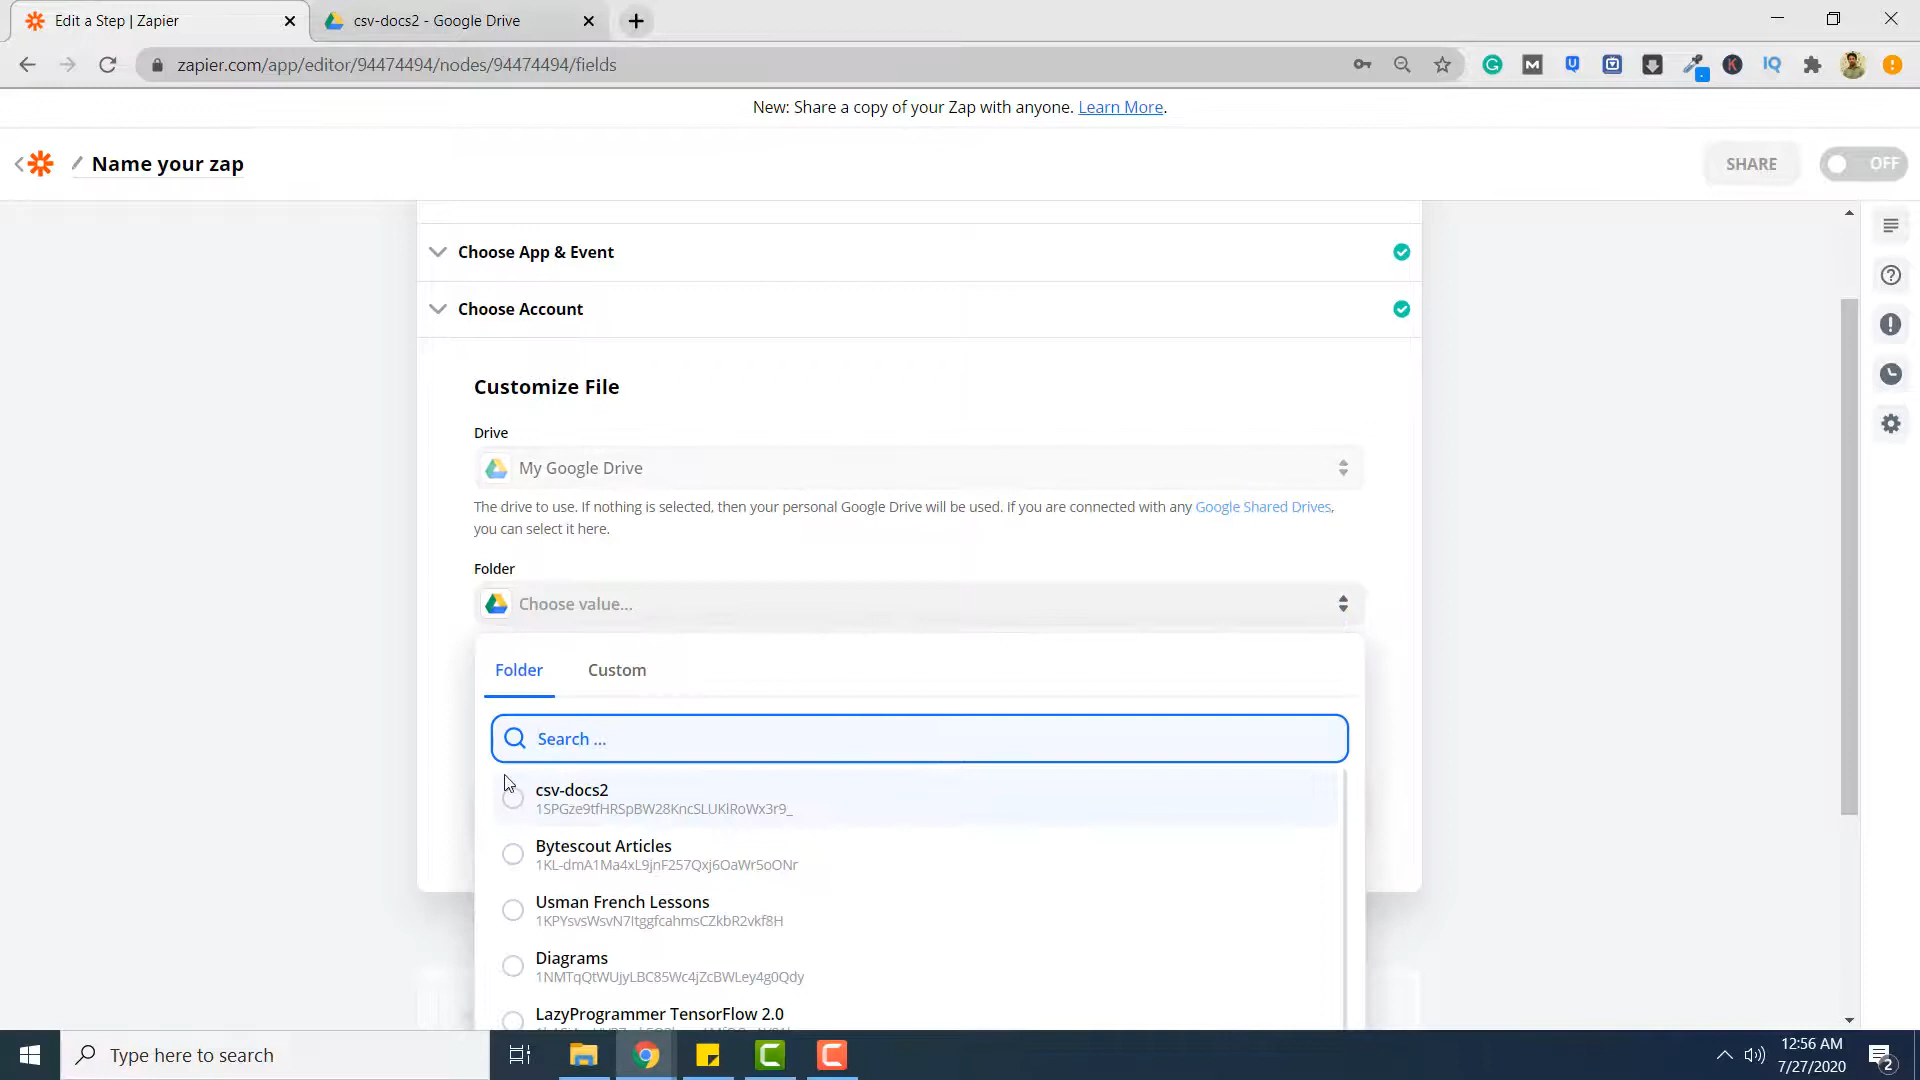 Edit a Step | Zapier
csv-docs2 - Google Drive
zapier.com/app/editor/94474494/nodes/94474494/fields
New: Share a copy of your Zap with anyone. Learn More.
Name your zap
SHARE
OFF
Choose App & Event
Choose Account
Customize File
Drive
My Google Drive
The drive to use. If nothing is selected, then your personal Google Drive will be used. If you are connected with any Google Shared Drives,
you can select it here.
Folder
Choose value...
Folder
Custom
Search ...
csv-docs2
1SPGze9tfHRSpBW28KncSLUKlRoWx3r9_
Bytescout Articles
1KL-dmA1Ma4xL9jnF257Qxj6OaWr5oONr
Usman French Lessons
1KPYsvsWsvN7ItggfcahmsCZkbR2vkf8H
Diagrams
1NMTqQtWUjyLBC85Wc4jZcBWLey4g0Qdy
LazyProgrammer TensorFlow 2.0
Type here to search
12:56 AM
7/27/2020
2